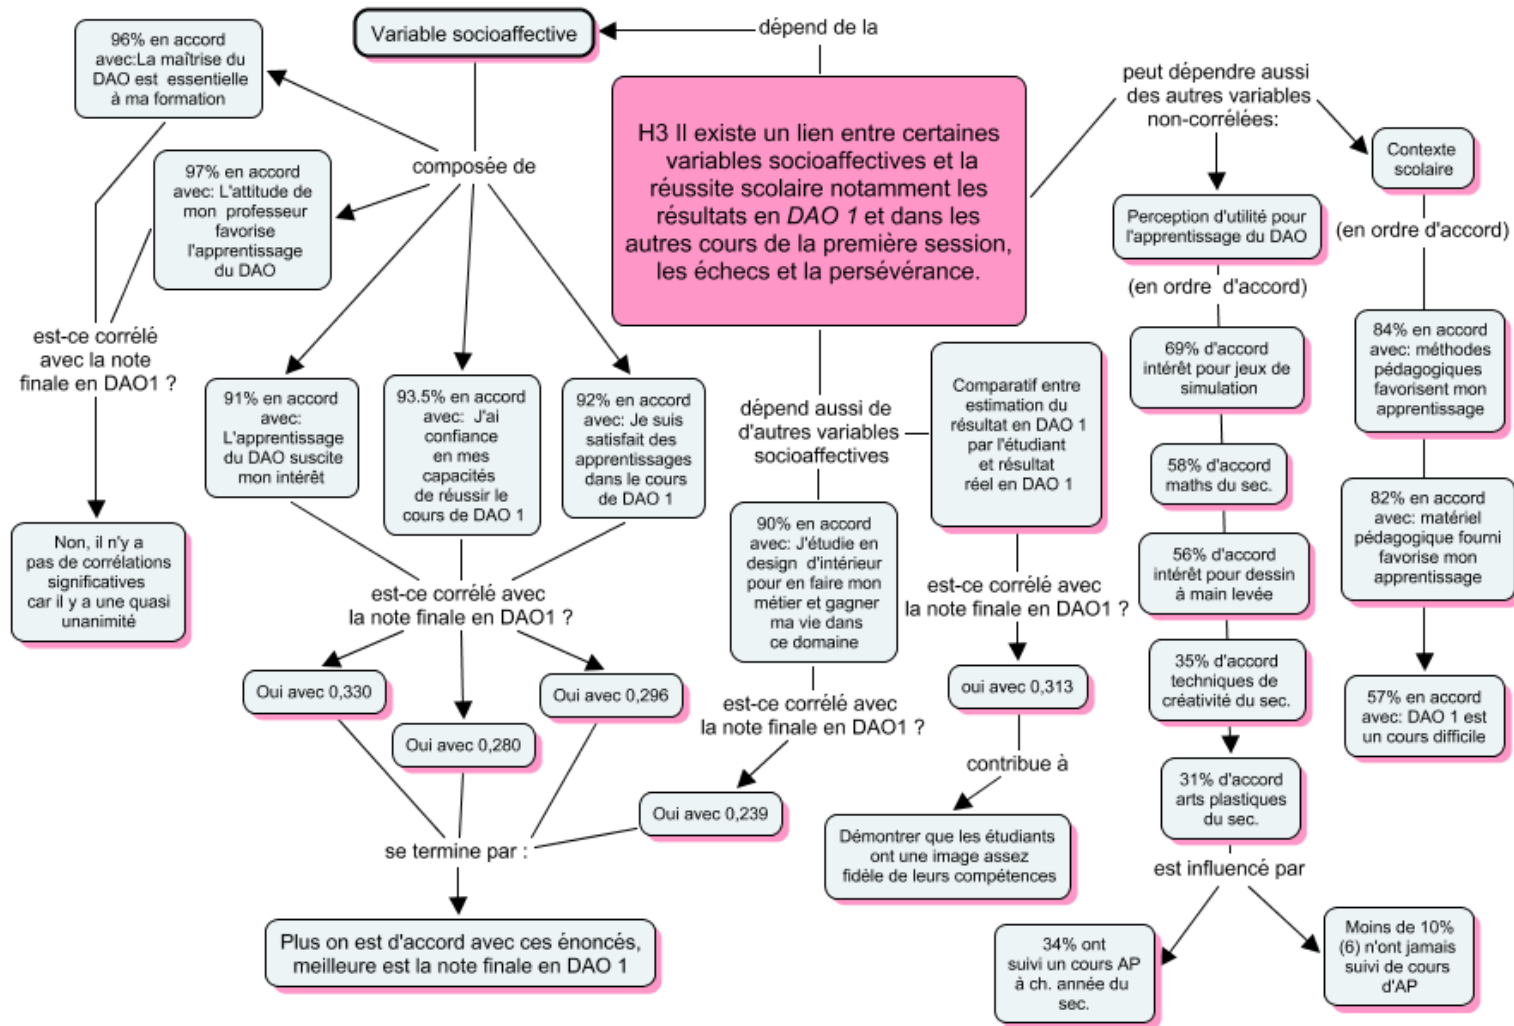 Variable socioaffective
dépend de la
96% en accord
avec:La maîtrise du
DAO est essentielle
à ma formation
H3 Il existe un lien entre certaines
variables socioaffectives et la
réussite scolaire notamment les
résultats en DAO 1 et dans les
autres cours de la première session,
les échecs et la persévérance.
peut dépendre aussi
des autres variables
non-corrélées:
composée de
97% en accord
avec: L'attitude de
mon professeur
favorise
l'apprentissage
du DAO
Contexte
scolaire
Perception d'utilité pour
l'apprentissage du DAO
(en ordre d'accord)
(en ordre d'accord)
est-ce corrélé
avec la note
finale en DAO1 ?
91% en accord
avec:
L'apprentissage
du DAO suscite
mon intérêt
93.5% en accord
avec: J'ai
confiance
en mes
capacités
de réussir le
cours de DAO 1
92% en accord
avec: Je suis
satisfait des
apprentissages
dans le cours
de DAO 1
dépend aussi de
d'autres variables
socioaffectives
Comparatif entre
estimation du
résultat en DAO 1
par l'étudiant
et résultat
réel en DAO 1
69% d'accord
intérêt pour jeux de
simulation
84% en accord
avec: méthodes
pédagogiques
favorisent mon
apprentissage
58% d'accord
maths du sec.
82% en accord
avec: matériel
pédagogique fourni
favorise mon
apprentissage
Non, il n'y a
pas de corrélations
significatives
car il y a une quasi
unanimité
90% en accord
avec: J'étudie en
design d'intérieur
pour en faire mon
métier et gagner
ma vie dans
ce domaine
56% d'accord
intérêt pour dessin
à main levée
est-ce corrélé avec
la note finale en DAO1 ?
est-ce corrélé avec
la note finale en DAO1 ?
35% d'accord
techniques de
créativité du sec.
57% en accord
avec: DAO 1 est
un cours difficile
Oui avec 0,330
Oui avec 0,280
Oui avec 0,296
est-ce corrélé avec
la note finale en DAO1 ?
oui avec 0,313
contribue à
31% d'accord
arts plastiques
du sec.
Oui avec 0,239
se termine par :
Démontrer que les étudiants
ont une image assez
fidèle de leurs compétences
est influencé par
Plus on est d'accord avec ces énoncés,
meilleure est la note finale en DAO 1
34% ont
suivi un cours AP
à ch. année du
sec.
Moins de 10%
(6) n'ont jamais
suivi de cours
d'AP